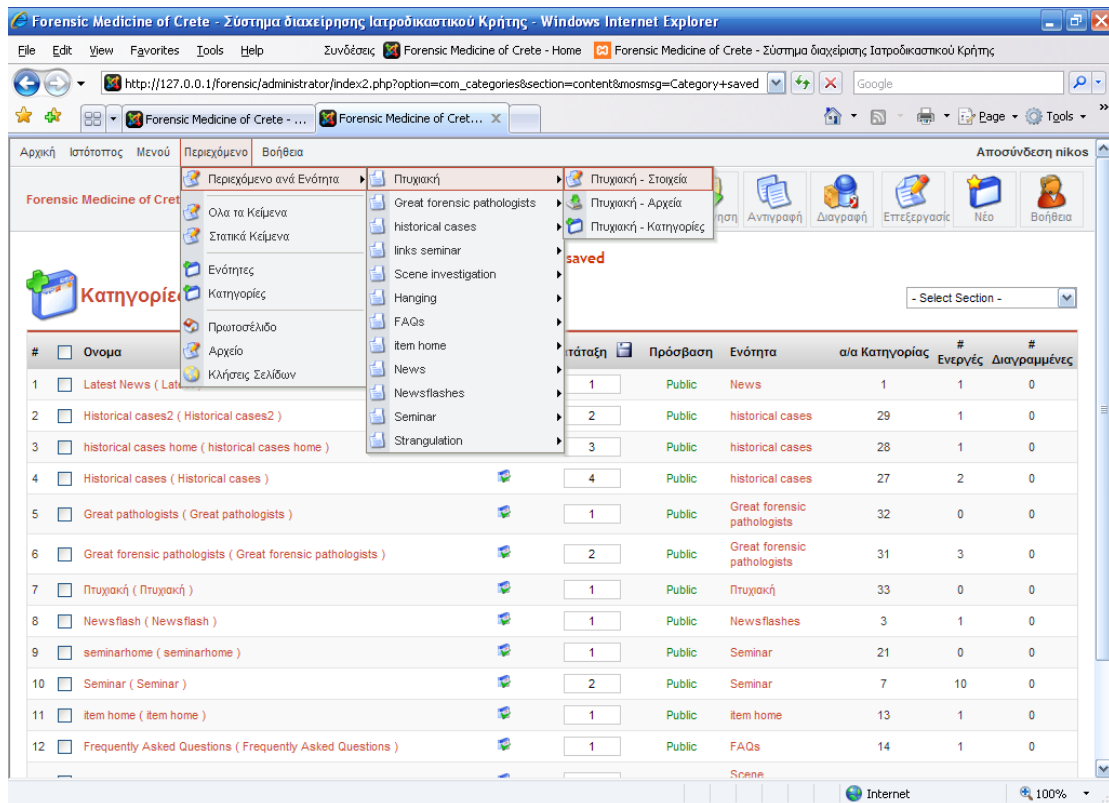 Forensic Medicine of Crete - Σύστημα διαχείρησης Ιατροδικαστικού Κρήτης - Windows Internet Explorer
File Edit View Favorites Tools Help Συνδέσεις Forensic Medicine of Crete - Home Forensic Medicine of Crete - Σύστημα διαχείρισης Ιατροδικαστικού Κρήτης
http://127.0.0.1/forensic/administrator/index2.php?option=com_categories&section=content&mosmsg=Category+saved Google
Forensic Medicine of Crete - ... Forensic Medicine of Cret... Page Tools »
Αρχική Ιστότοπος Μενού Περιεχόμενο Βοήθεια Αποσύνδεση nikos
Περιεχόμενο ανά Ενότητα Πτυχιακή Πτυχιακή - Στοιχεία
Forensic Medicine of Cret Great forensic pathologists Πτυχιακή - Αρχεία
Ολα τα Κείμενα historical cases Πτυχιακή - Κατηγορίες Αντιγραφή Διαγραφή Επεξεργασίc Νέο Βοήθεια
Στατικά Κείμενα links seminar saved
Ενότητες Scene investigation
Κατηγορίες Κατηγορίες Hanging - Select Section -
Πρωτοσέλιδο FAQs
Αρχείο item home
Κλήσεις Σελίδων News
Newsflashes
Seminar
Strangulation
# Ονομα Πρόσβαση Ενότητα α/α Κατηγορίας # Ενεργές # Διαγραμμένες
1 Latest News ( Late 1 Public News 1 1 0
2 Historical cases2 ( Historical cases2 ) 2 Public historical cases 29 1 0
3 historical cases home ( historical cases home ) 3 Public historical cases 28 1 0
4 Historical cases ( Historical cases ) 4 Public historical cases 27 2 0
5 Great pathologists ( Great pathologists ) 1 Public Great forensic pathologists 32 0 0
6 Great forensic pathologists ( Great forensic pathologists ) 2 Public Great forensic pathologists 31 3 0
7 Πτυχιακή ( Πτυχιακή ) 1 Public Πτυχιακή 33 0 0
8 Newsflash ( Newsflash ) 1 Public Newsflashes 3 1 0
9 seminarhome ( seminarhome ) 1 Public Seminar 21 0 0
10 Seminar ( Seminar ) 2 Public Seminar 7 10 0
11 item home ( item home ) 1 Public item home 13 1 0
12 Frequently Asked Questions ( Frequently Asked Questions ) 1 Public FAQs 14 1 0
Scene
Internet 100%